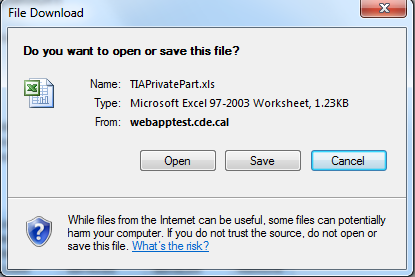 File Download
Do you want to open or save this file?
Name: TIAPrivatePart.xls
Type: Microsoft Excel 97-2003 Worksheet, 1.23KB
From: webapptest.cde.cal
Open Save Cancel
While files from the Internet can be useful, some files can potentially
harm your computer. If you do not trust the source, do not open or
save this file. What's the risk?